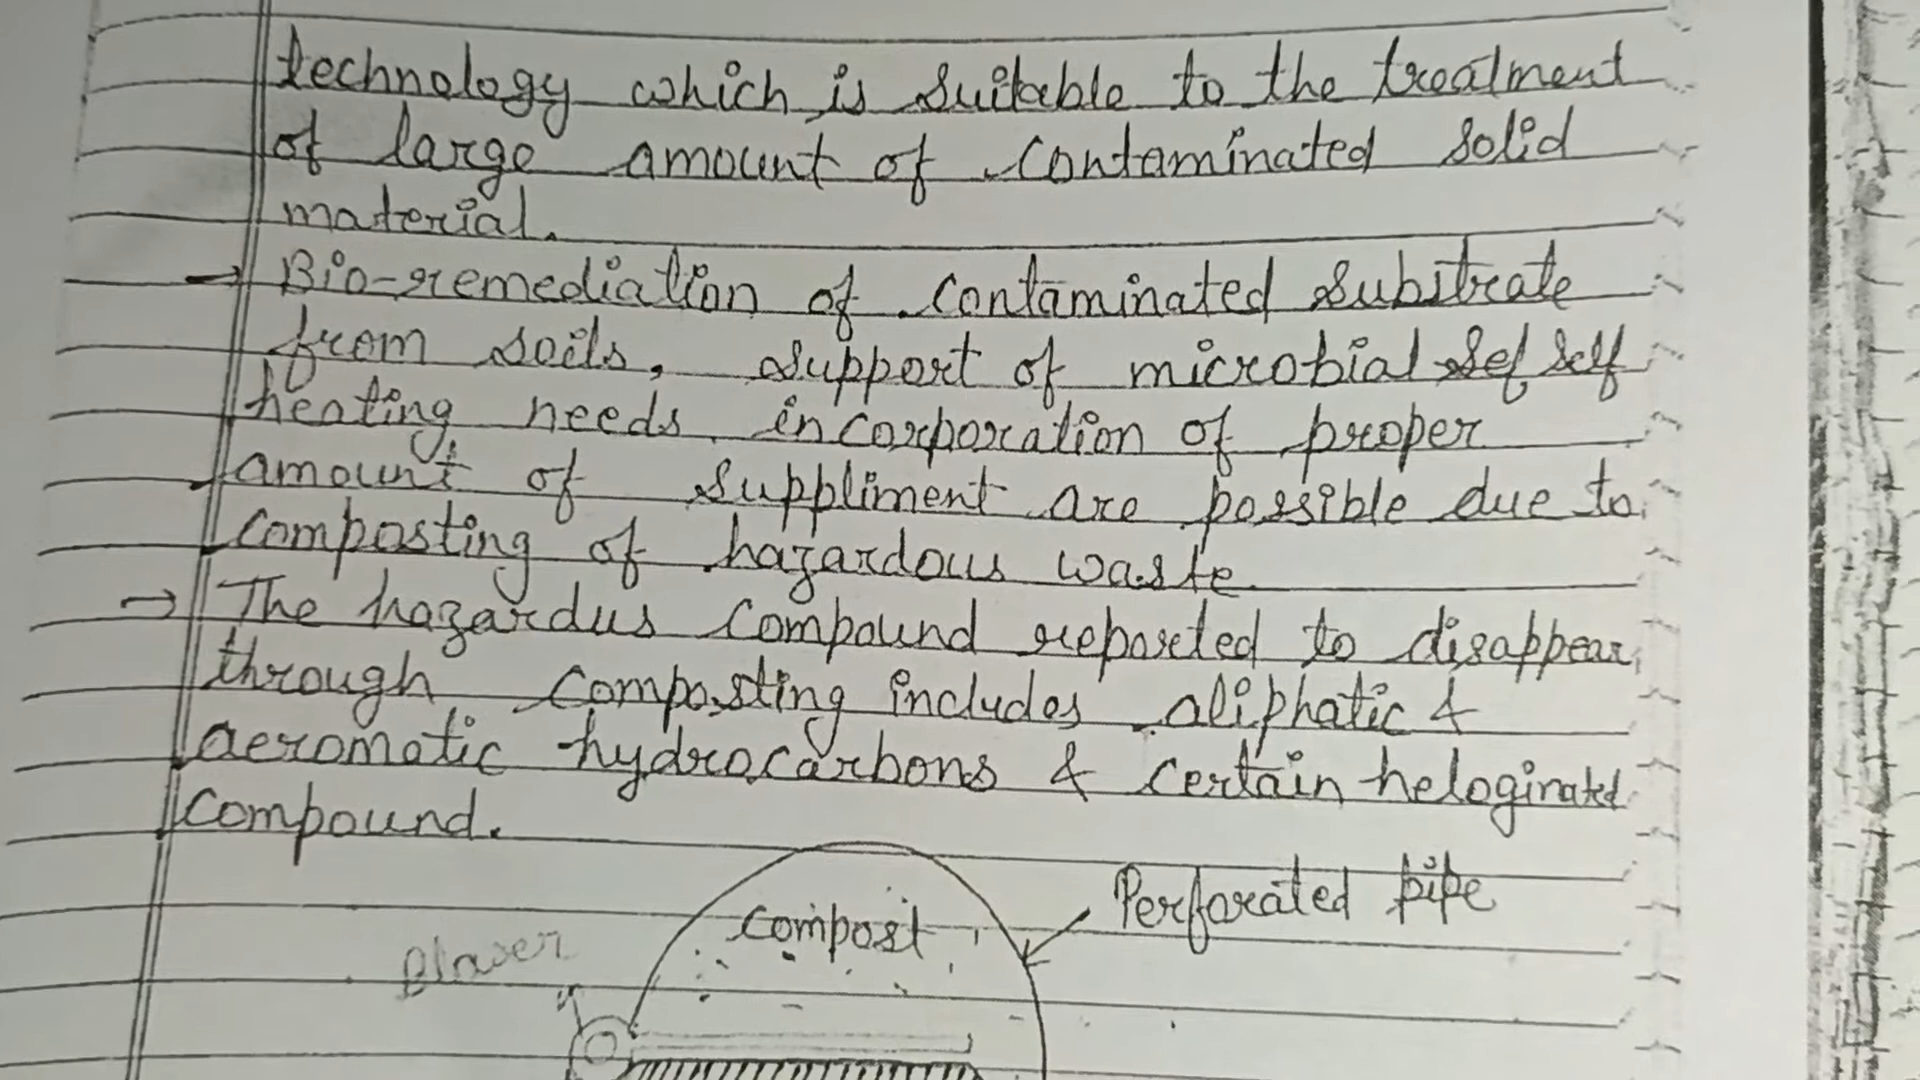 technology which is suitable to the treatment
of large amount of contaminated solid
material.
→ Bio-remediation of contaminated substrate
from soils, support of microbial sef self
heating needs incorporation of proper
amount of suppliment are possible due to
composting of hazardous waste
→ The hazardus compound reported to disappear
through composting includes aliphatic &
aeromatic hydrocarbons & certain heloginated
compound.
Perforated pipe
compost
Blawer